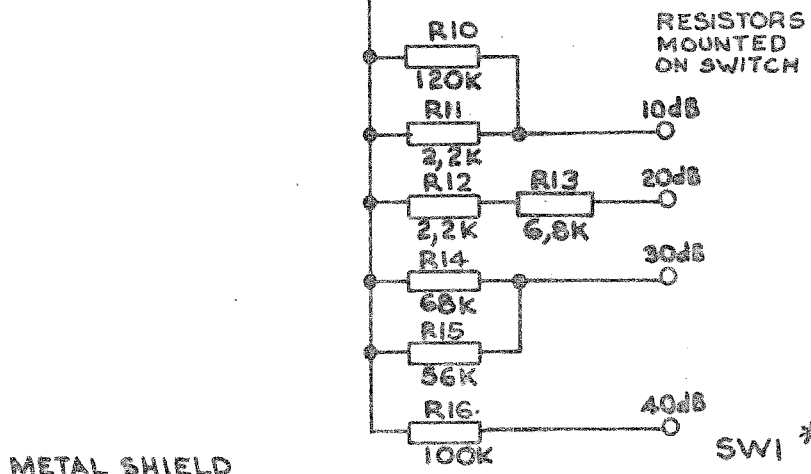 RESISTORS
MOUNTED
ON SWITCH
R10
120K
R11
2,2K
10dB
R12
2,2K
R13
6,8K
20dB
R14
68K
30dB
R15
56K
R16.
100K
40dB
SW1 *
METAL SHIELD